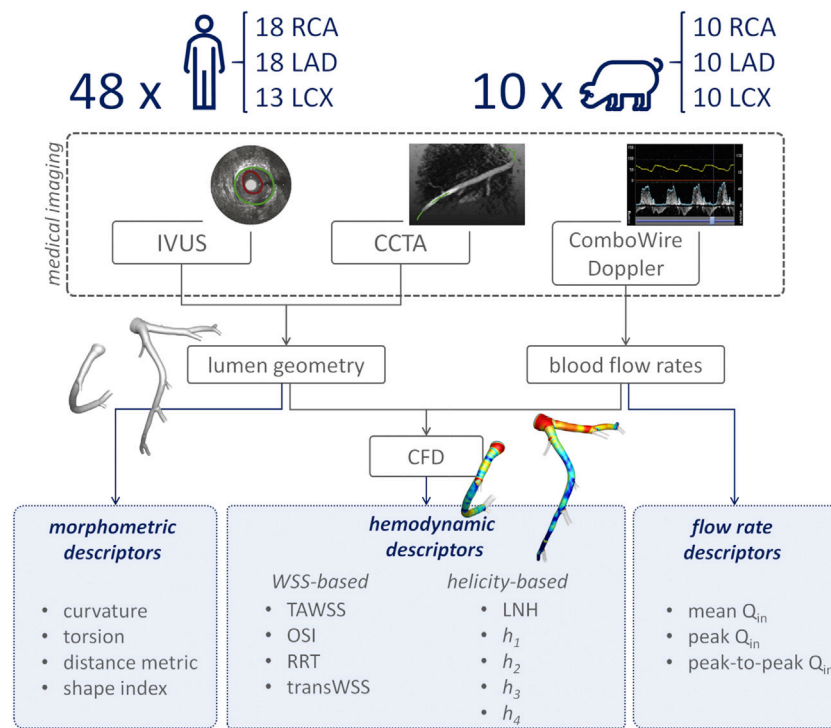 48 x
18 RCA
18 LAD
13 LCX
10 x
10 RCA
10 LAD
10 LCX
medical imaging
IVUS
CCTA
ComboWire
Doppler
lumen geometry
blood flow rates
CFD
morphometric
descriptors
• curvature
• torsion
• distance metric
• shape index
hemodynamic
descriptors
WSS-based
• TAWSS
• OSI
• RRT
• transWSS
helicity-based
• LNH
• h1
• h2
• h3
• h4
flow rate
descriptors
• mean Qin
• peak Qin
• peak-to-peak Qin